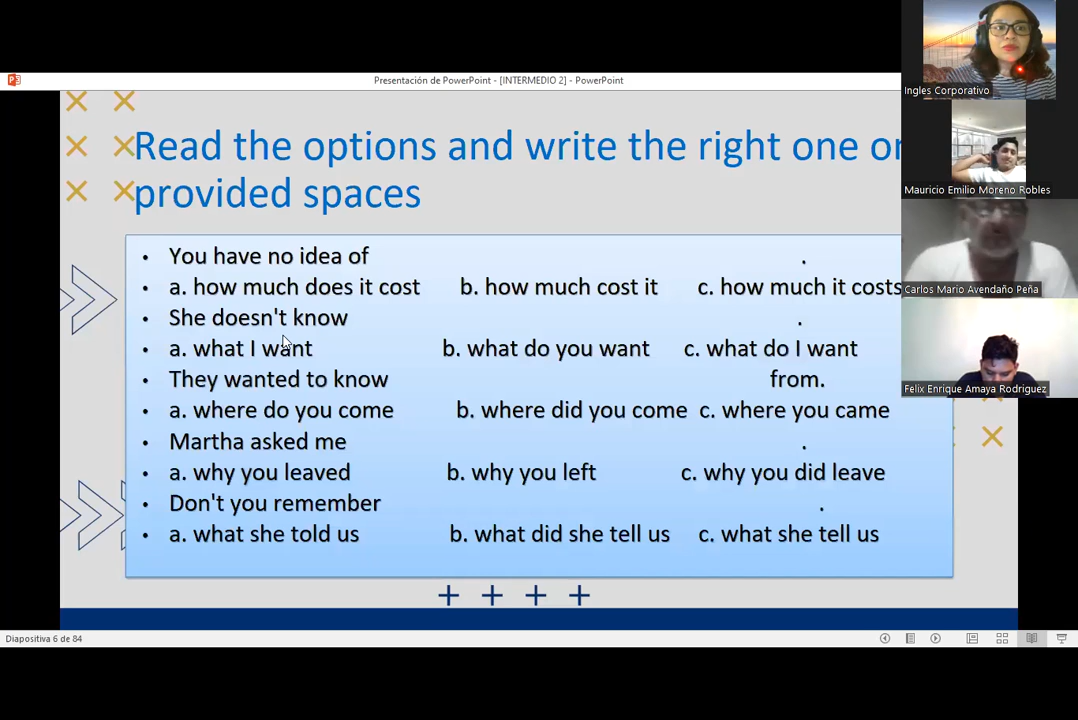 Presentación de PowerPoint - [INTERMEDIO 2] - PowerPoint
Ingles Corporativo
Mauricio Emilio Moreno Robles
Carlos Mario Avendaño Peña
Felix Enrique Amaya Rodriguez
Read the options and write the right one
provided spaces
• You have no idea of .
• a. how much does it cost b. how much cost it c. how much it costs
• She doesn't know .
• a. what I want b. what do you want c. what do I want
• They wanted to know from.
• a. where do you come b. where did you come c. where you came
• Martha asked me .
• a. why you leaved b. why you left c. why you did leave
• Don't you remember .
• a. what she told us b. what did she tell us c. what she tell us
Diapositiva 6 de 84